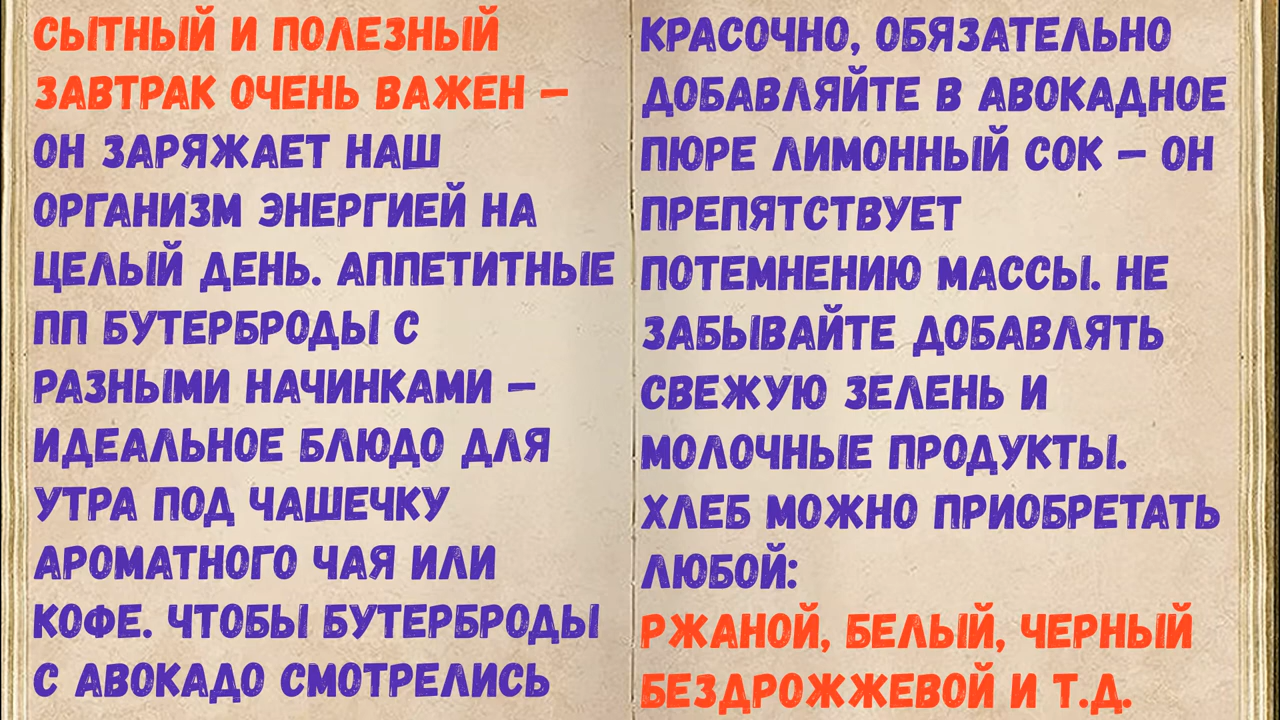 СЫТНЫЙ И ПОЛЕЗНЫЙ
ЗАВТРАК ОЧЕНЬ ВАЖЕН –
ОН ЗАРЯЖАЕТ НАШ
ОРГАНИЗМ ЭНЕРГИЕЙ НА
ЦЕЛЫЙ ДЕНЬ. АППЕТИТНЫЕ
ПП БУТЕРБРОДЫ С
РАЗНЫМИ НАЧИНКАМИ –
ИДЕАЛЬНОЕ БЛЮДО ДЛЯ
УТРА ПОД ЧАШЕЧКУ
АРОМАТНОГО ЧАЯ ИЛИ
КОФЕ. ЧТОБЫ БУТЕРБРОДЫ
С АВОКАДО СМОТРЕЛИСЬ
КРАСОЧНО, ОБЯЗАТЕЛЬНО
ДОБАВЛЯЙТЕ В АВОКАДНОЕ
ПЮРЕ ЛИМОННЫЙ СОК – ОН
ПРЕПЯТСТВУЕТ
ПОТЕМНЕНИЮ МАССЫ. НЕ
ЗАБЫВАЙТЕ ДОБАВЛЯТЬ
СВЕЖУЮ ЗЕЛЕНЬ И
МОЛОЧНЫЕ ПРОДУКТЫ.
ХЛЕБ МОЖНО ПРИОБРЕТАТЬ
ЛЮБОЙ:
РЖАНОЙ, БЕЛЫЙ, ЧЕРНЫЙ
БЕЗДРОЖЖЕВОЙ И Т.Д.